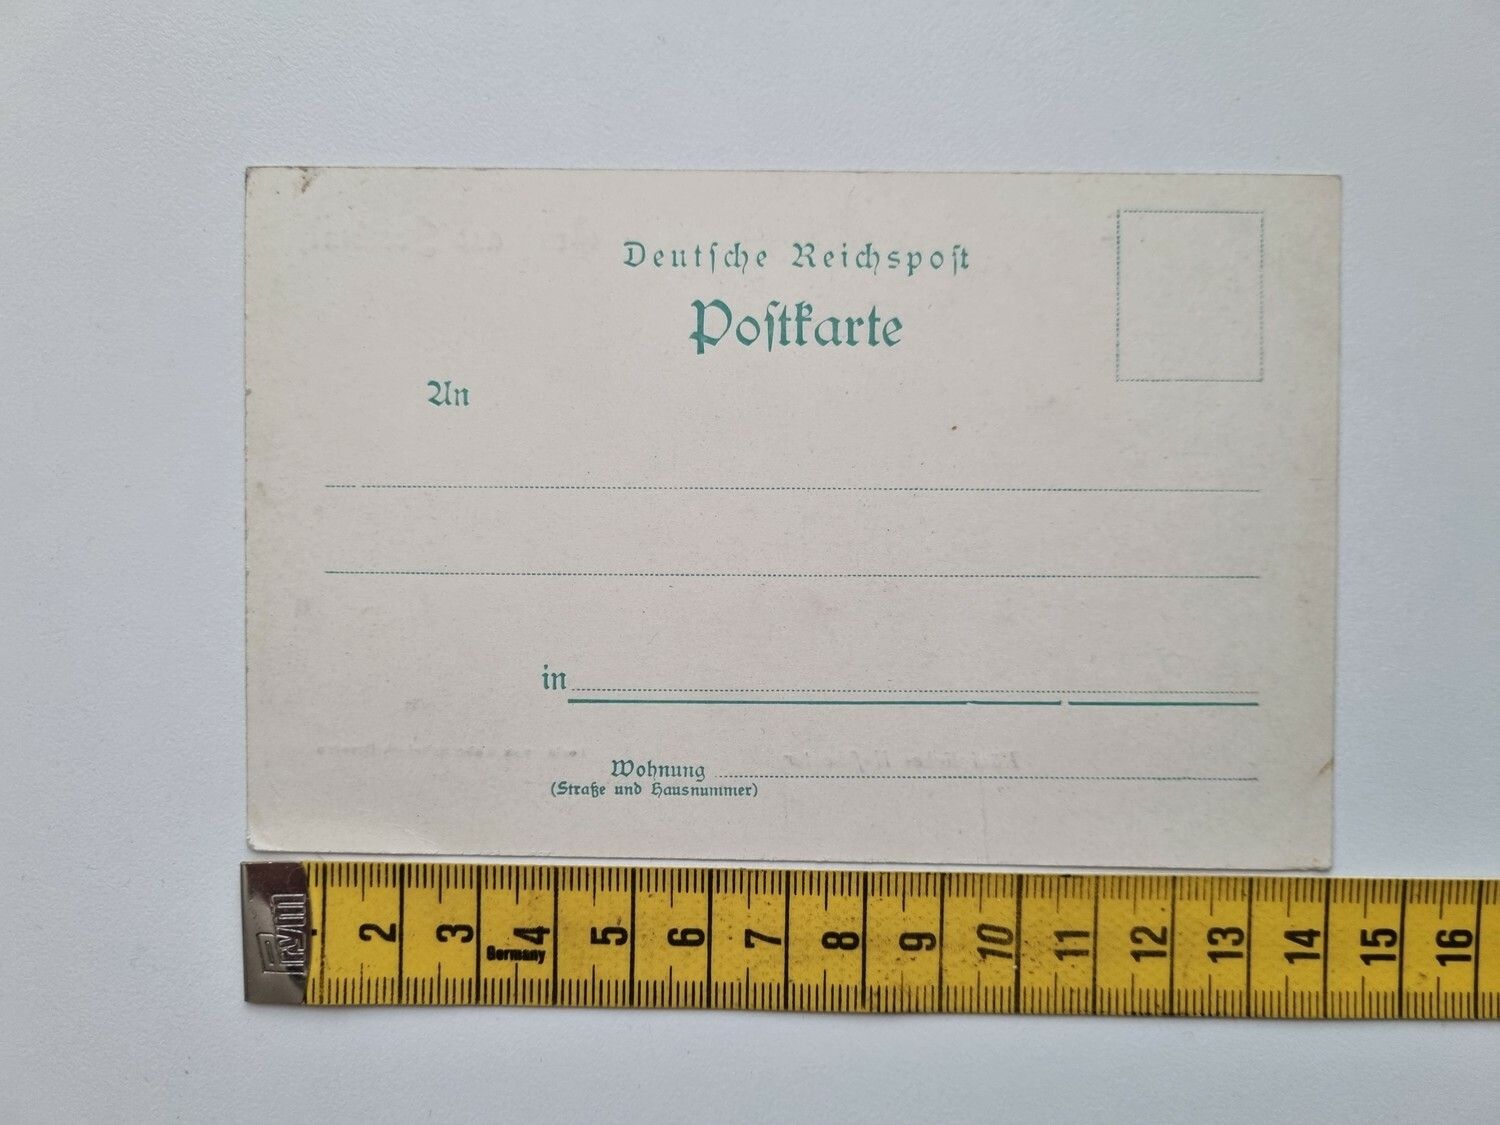 Deutſche Reichspoſt
Poſtkarte
An
in
Wohnung
(Straße und Hausnummer)
Prym
2 3 4 5 6 7 8 9 10 11 12 13 14 15 16
Germany